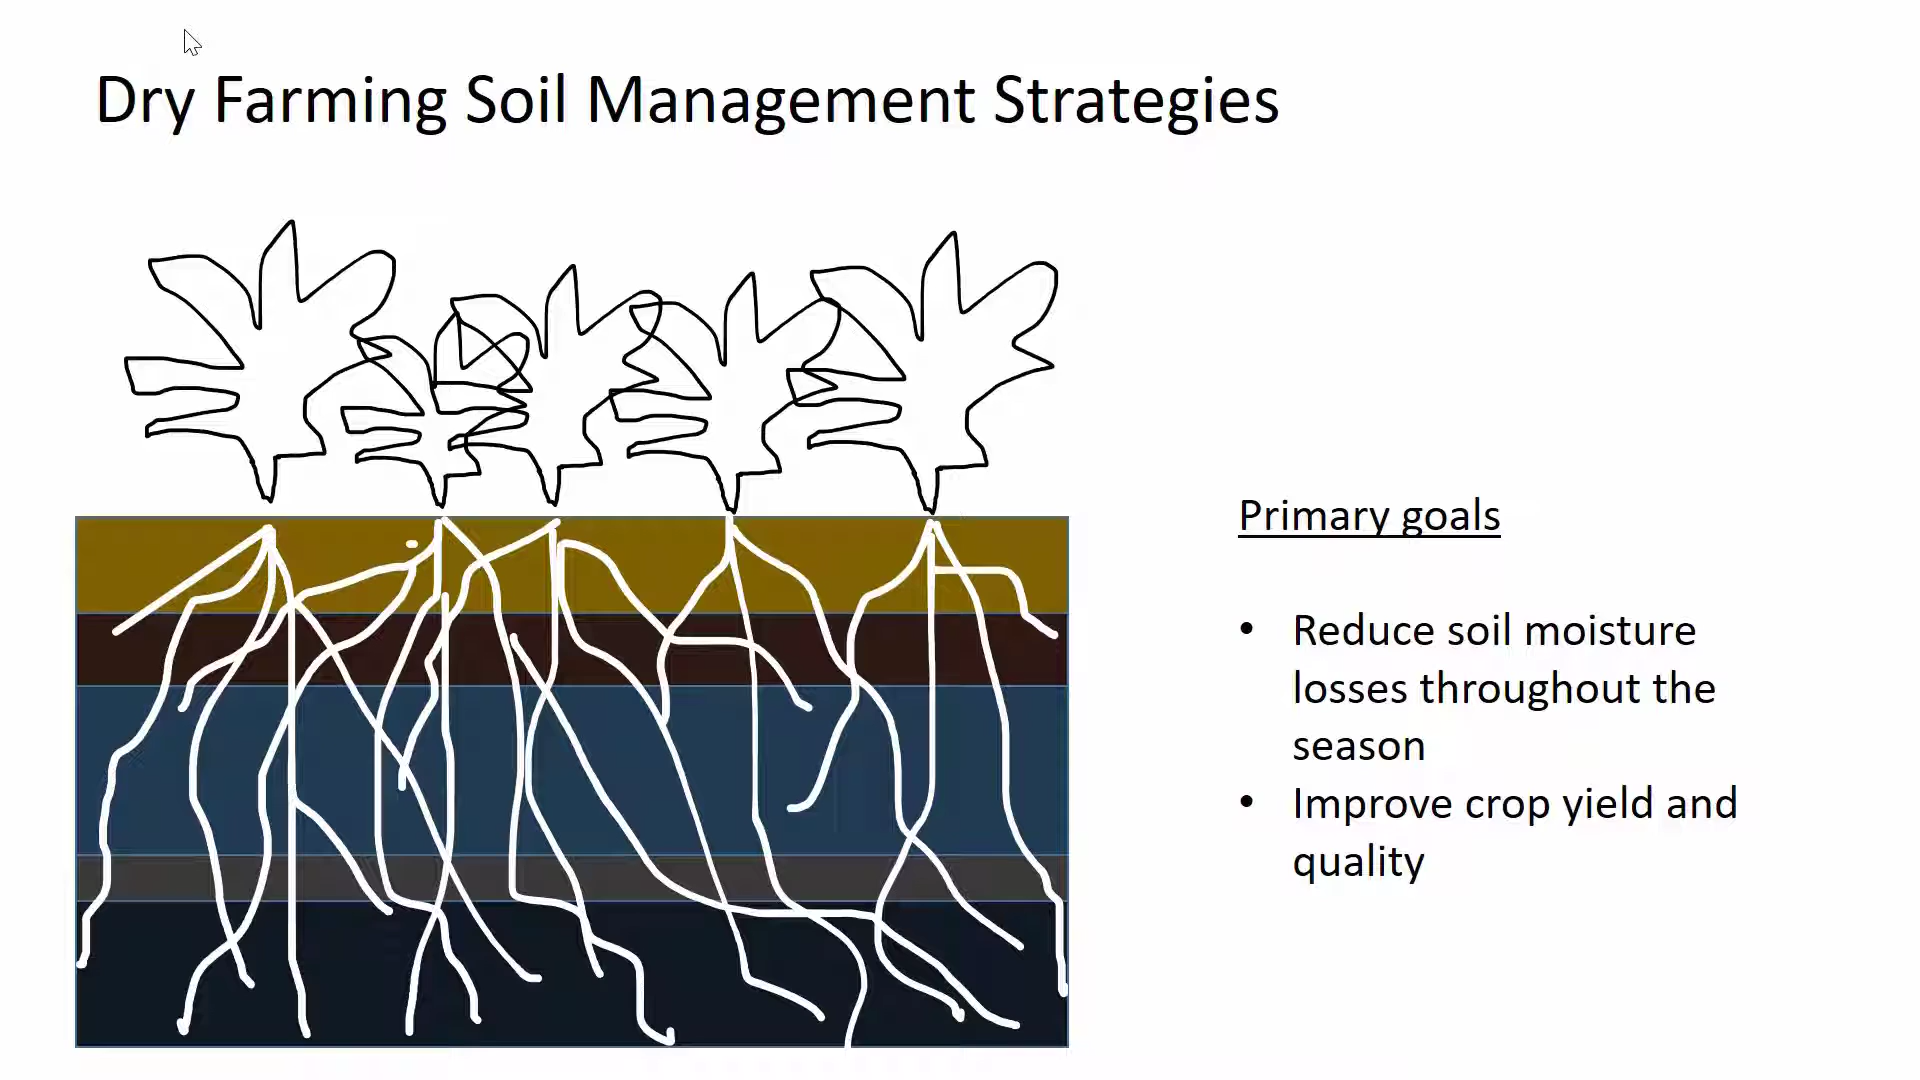 Dry Farming Soil Management Strategies
Primary goals
• Reduce soil moisture
losses throughout the
season
• Improve crop yield and
quality